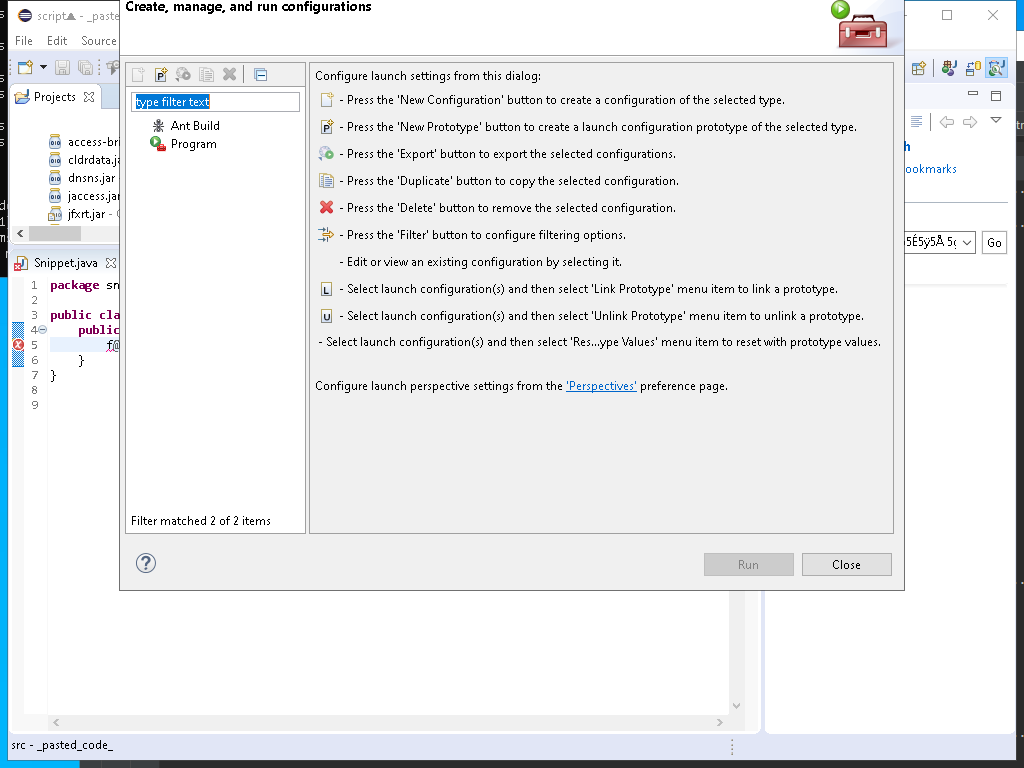 script
- _paste
Create, manage, and run configurations
File Edit Source
Projects
access-bri
cldrdata.ja
dnsns.jar
jaccess.jar
jfxrt.jar -
Snippet.java
1 package sn
2
3 public cla
4 public
5 f@
6 }
7 }
8
9
type filter text
Ant Build
Program
Filter matched 2 of 2 items
Configure launch settings from this dialog:
- Press the 'New Configuration' button to create a configuration of the selected type.
- Press the 'New Prototype' button to create a launch configuration prototype of the selected type.
- Press the 'Export' button to export the selected configurations.
- Press the 'Duplicate' button to copy the selected configuration.
- Press the 'Delete' button to remove the selected configuration.
- Press the 'Filter' button to configure filtering options.
- Edit or view an existing configuration by selecting it.
L - Select launch configuration(s) and then select 'Link Prototype' menu item to link a prototype.
U - Select launch configuration(s) and then select 'Unlink Prototype' menu item to unlink a prototype.
- Select launch configuration(s) and then select 'Res...ype Values' menu item to reset with prototype values.
Configure launch perspective settings from the 'Perspectives' preference page.
?
Run Close
h
ookmarks
Go
src - _pasted_code_